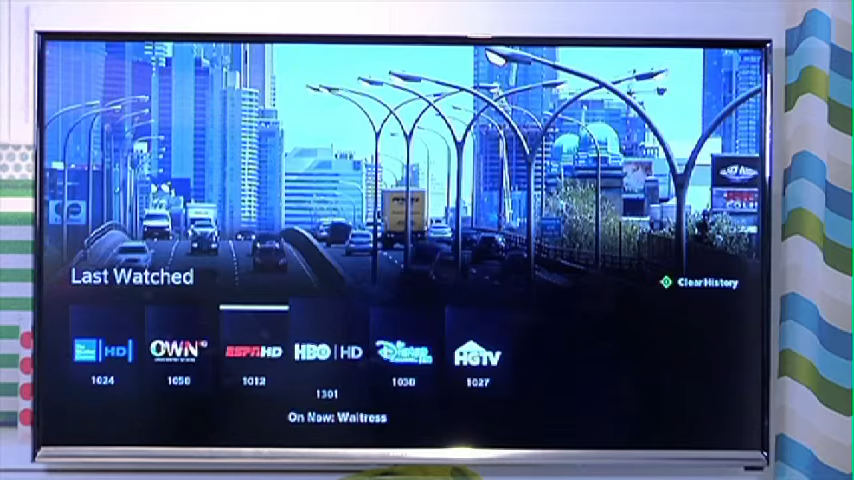 Last Watched
Clear History
HD
OWN
ESPN HD
HBO | HD
Disney
HGTV
1024
1050
1012
1301
1030
1027
On Now: Waitress